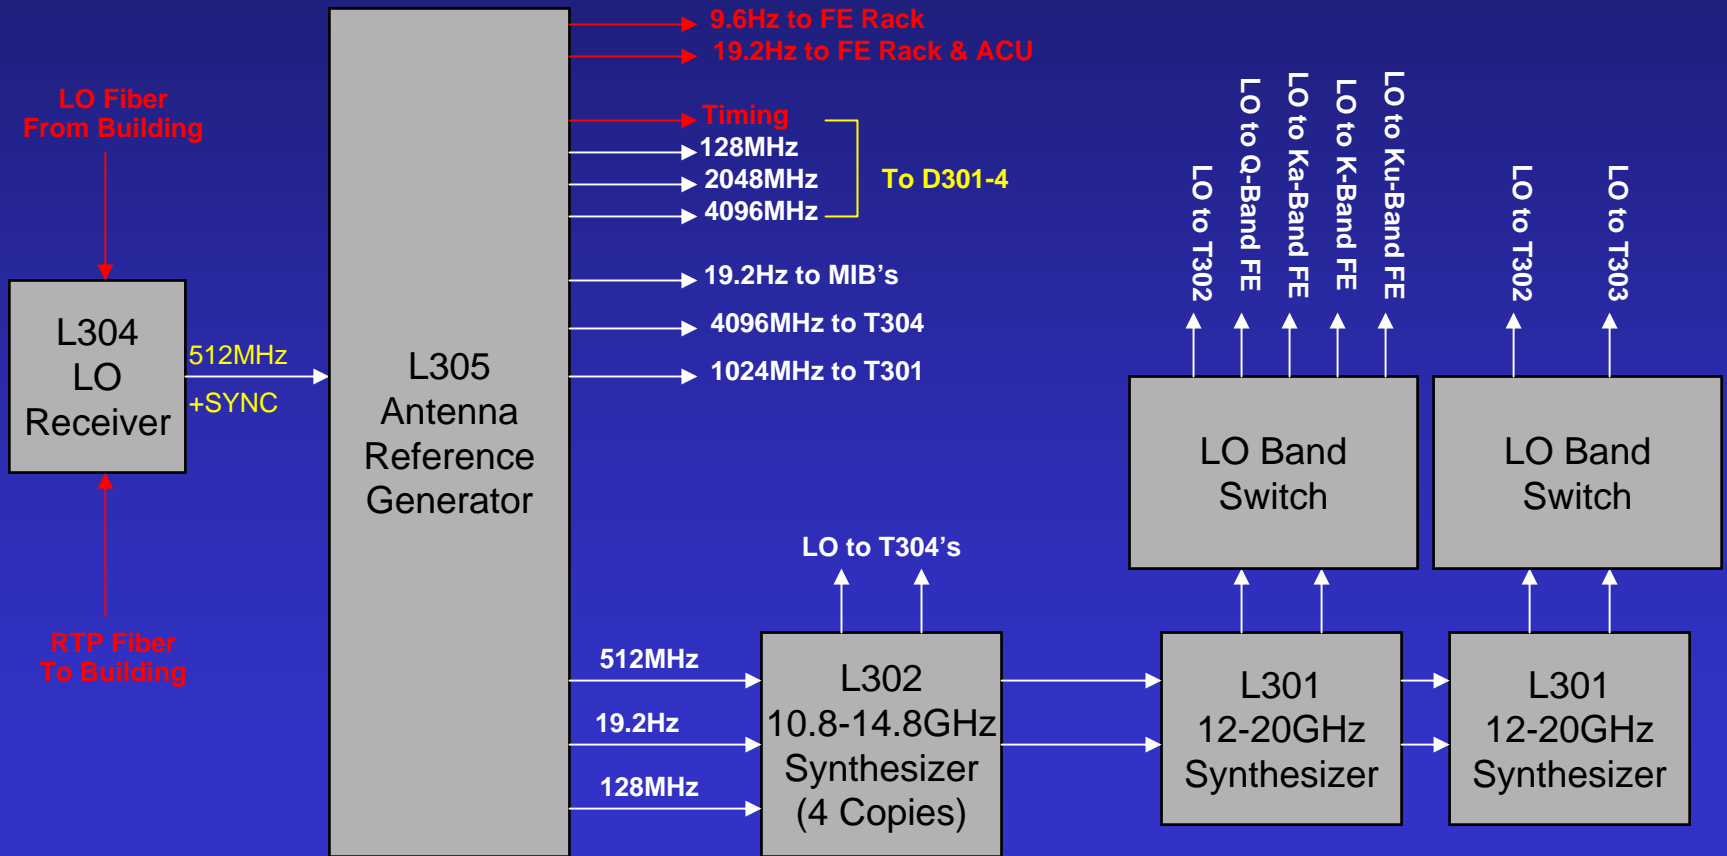 9.6Hz to FE Rack
19.2Hz to FE Rack & ACU
LO Fiber
From Building
Timing
128MHz
2048MHz
4096MHz
To D301-4
19.2Hz to MIB's
4096MHz to T304
1024MHz to T301
L304
LO
Receiver
512MHz
+SYNC
L305
Antenna
Reference
Generator
RTP Fiber
To Building
LO to T302
LO to Q-Band FE
LO to Ka-Band FE
LO to K-Band FE
LO to Ku-Band FE
LO to T302
LO to T303
LO Band
Switch
LO Band
Switch
LO to T304's
512MHz
19.2Hz
128MHz
L302
10.8-14.8GHz
Synthesizer
(4 Copies)
L301
12-20GHz
Synthesizer
L301
12-20GHz
Synthesizer